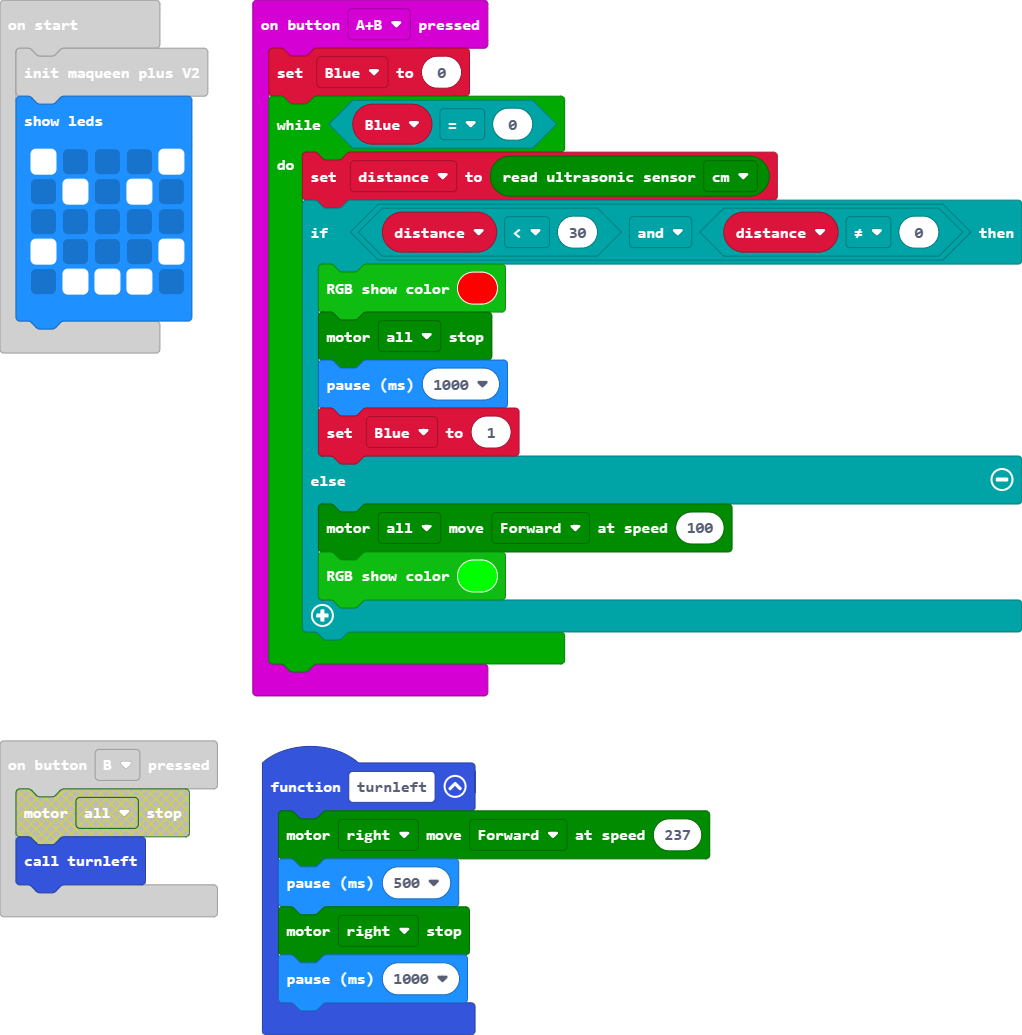 on start
init maqueen plus V2
show leds
on button A+B pressed
set Blue to 0
while Blue = 0
do
set distance to read ultrasonic sensor cm
if distance < 30 and distance ≠ 0 then
RGB show color
motor all stop
pause (ms) 1000
set Blue to 1
else
motor all move Forward at speed 100
RGB show color
on button B pressed
motor all stop
call turnleft
function turnleft
motor right move Forward at speed 237
pause (ms) 500
motor right stop
pause (ms) 1000